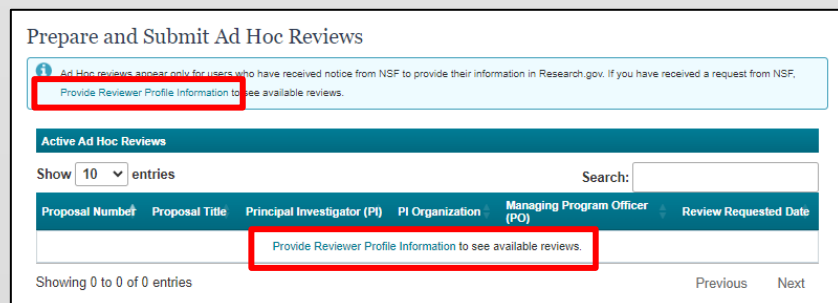 Prepare and Submit Ad Hoc Reviews
Ad Hoc reviews appear only for users who have received notice from NSF to provide their information in Research.gov. If you have received a request from NSF,
Provide Reviewer Profile Information to see available reviews.
Active Ad Hoc Reviews
Show 10 entries Search:
Proposal Number Proposal Title Principal Investigator (PI) PI Organization Managing Program Officer (PO) Review Requested Date
Provide Reviewer Profile Information to see available reviews.
Showing 0 to 0 of 0 entries Previous Next